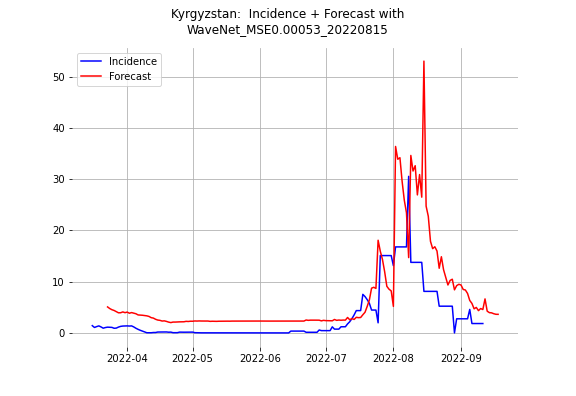 Kyrgyzstan:  Incidence + Forecast with
WaveNet_MSE0.00053_20220815
Incidence
Forecast
50
40
30
20
10
0
2022-04 2022-05 2022-06 2022-07 2022-08 2022-09